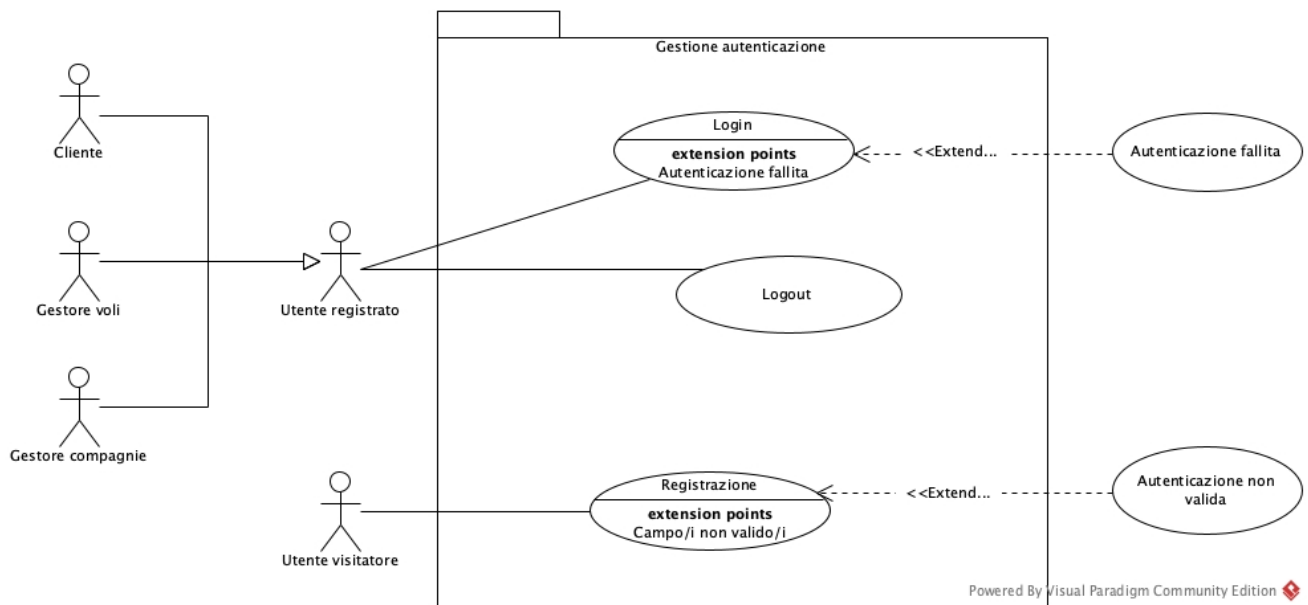 Gestione autenticazione
Cliente
Login
extension points
Autenticazione fallita
<<Extend...
Autenticazione fallita
Gestore voli
Utente registrato
Logout
Gestore compagnie
Utente visitatore
Registrazione
extension points
Campo/i non valido/i
<<Extend...
Autenticazione non
valida
Powered By Visual Paradigm Community Edition